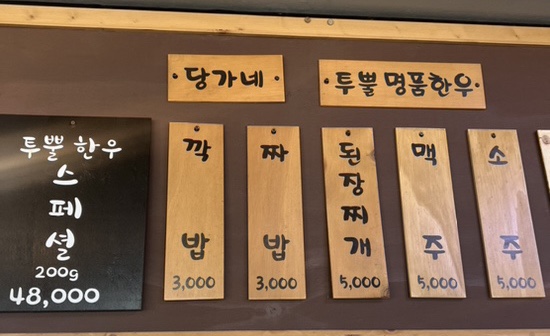 당가네
투뿔 명품한우
투뿔 한우
스페셜
200g
48,000
깍밥
3,000
짜밥
3,000
된장찌개
5,000
맥주
5,000
소주
5,000